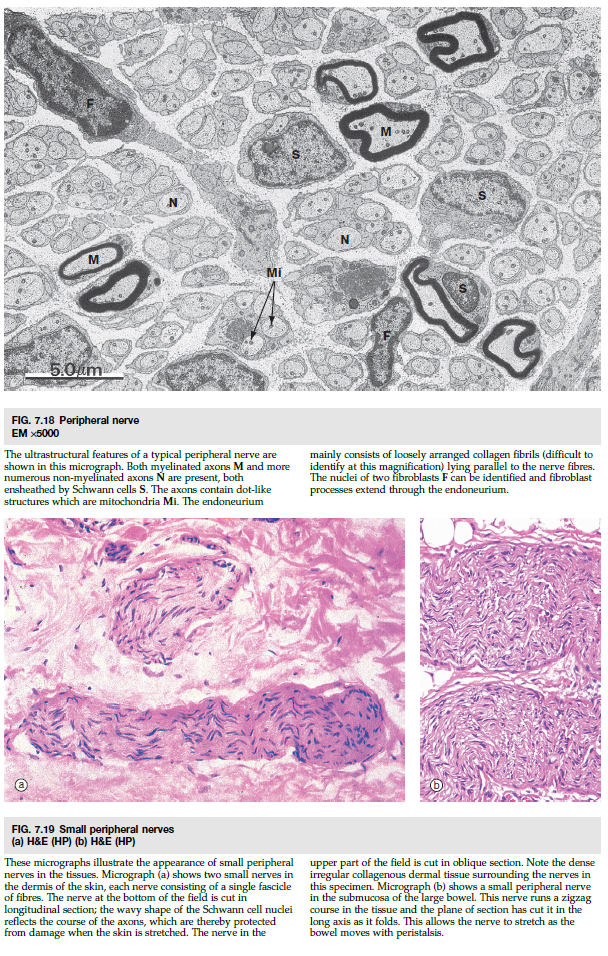 F
M
S
S
N
N
M
Mi
S
F
5.0µm
FIG. 7.18 Peripheral nerve
EM ×5000
The ultrastructural features of a typical peripheral nerve are
shown in this micrograph. Both myelinated axons M and more
numerous non-myelinated axons N are present, both
ensheathed by Schwann cells S. The axons contain dot-like
structures which are mitochondria Mi. The endoneurium
mainly consists of loosely arranged collagen fibrils (difficult to
identify at this magnification) lying parallel to the nerve fibres.
The nuclei of two fibroblasts F can be identified and fibroblast
processes extend through the endoneurium.
a
b
FIG. 7.19 Small peripheral nerves
(a) H&E (HP) (b) H&E (HP)
These micrographs illustrate the appearance of small peripheral
nerves in the tissues. Micrograph (a) shows two small nerves in
the dermis of the skin, each nerve consisting of a single fascicle
of fibres. The nerve at the bottom of the field is cut in
longitudinal section; the wavy shape of the Schwann cell nuclei
reflects the course of the axons, which are thereby protected
from damage when the skin is stretched. The nerve in the
upper part of the field is cut in oblique section. Note the dense
irregular collagenous dermal tissue surrounding the nerves in
this specimen. Micrograph (b) shows a small peripheral nerve
in the submucosa of the large bowel. This nerve runs a zigzag
course in the tissue and the plane of section has cut it in the
long axis as it folds. This allows the nerve to stretch as the
bowel moves with peristalsis.